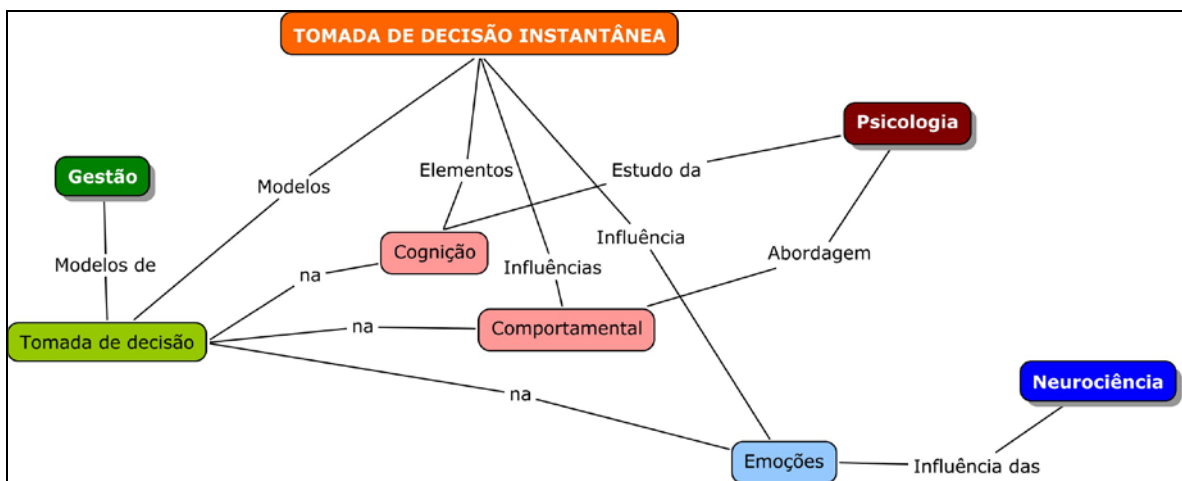 TOMADA DE DECISÃO INSTANTÂNEA
Psicologia
Gestão
Modelos
Elementos
Estudo da
Influência
Cognição
Abordagem
Modelos de
na
Influências
Tomada de decisão
na
Comportamental
na
Neurociência
Emoções
Influência das